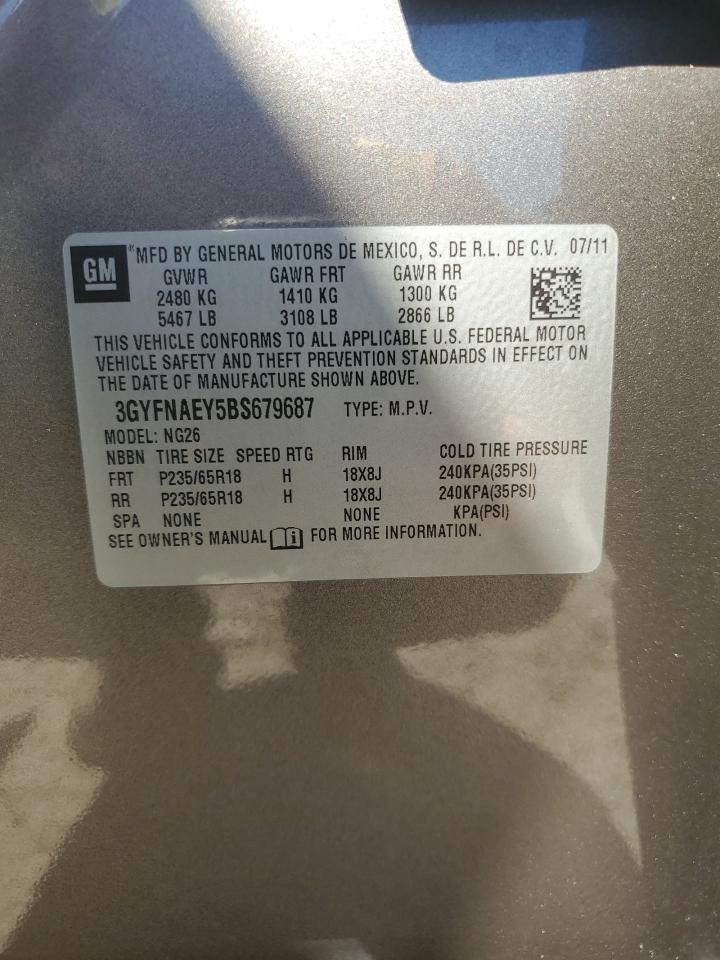 GM ® MFD BY GENERAL MOTORS DE MEXICO, S. DE R.L. DE C.V. 07/11
GVWR GAWR FRT GAWR RR
2480 KG 1410 KG 1300 KG
5467 LB 3108 LB 2866 LB
THIS VEHICLE CONFORMS TO ALL APPLICABLE U.S. FEDERAL MOTOR
VEHICLE SAFETY AND THEFT PREVENTION STANDARDS IN EFFECT ON
THE DATE OF MANUFACTURE SHOWN ABOVE.
3GYFNAEY5BS679687 TYPE: M.P.V.
MODEL: NG26
NBBN TIRE SIZE SPEED RTG RIM COLD TIRE PRESSURE
FRT P235/65R18 H 18X8J 240KPA(35PSI)
RR P235/65R18 H 18X8J 240KPA(35PSI)
SPA NONE NONE KPA(PSI)
SEE OWNER'S MANUAL i FOR MORE INFORMATION.